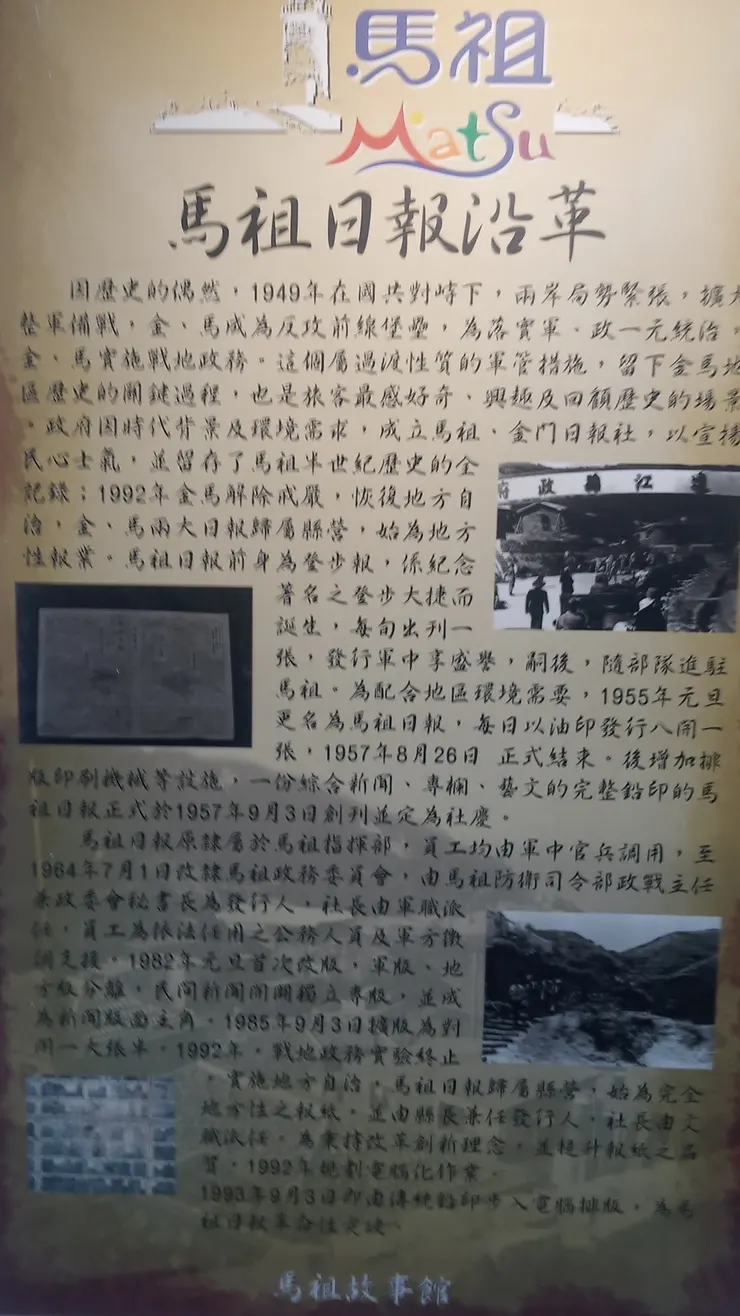 馬祖
Matsu
馬祖日報沿革
因歷史的偶然，1949年在國共對峙下，兩岸局勢緊張，擴大
整軍備戰，金、馬成為反攻前線堡壘，為落實軍、政一元統治。
金、馬實施戰地政務。這個屬過渡性質的軍管措施，留下金馬地
區歷史的關鍵過程，也是旅客最感好奇、興趣及回顧歷史的場景
。政府因時代背景及環境需求，成立馬祖、金門日報社，以宣揚
民心士氣，並留存了馬祖半世紀歷史的全
記錄；1992年金馬解除戒嚴，恢後地方自
治，金、馬兩大日報歸屬縣營，始為地方
性報業。馬祖日報前身為登步報，係紀念
著名之登步大捷而
誕生，每旬出刊一
張，發行軍中享盛譽，嗣後，隨部隊進駐
馬祖。為配合地區環境需要，1955年元旦
更名為馬祖日報，每日以油印發行八開一
張，1957年8月26日 正式結束。後增加排
版印刷機械等設施，一份綜合新聞、專欄、藝文的完整鉛印的馬
祖日報正式於1957年9月3日創刊並定為社慶。
馬祖日報原隸屬於馬祖指揮部，員工均由軍中官兵調用，至
1964年7月1日改隸馬祖政務委員會，由馬祖防衛司令部政戰主任
兼政委會秘書長為發行人，社長由軍職派
任，員工為依法任用之公務人員及軍方徵
調支援。1982年元旦首次改版，軍版、地
方版分離，民間新聞開闢獨立專版，並成
為新聞版面主角。1985年9月3日擴版為對
開一大張半。1992年，戰地政務實驗終止
，實施地方自治，馬祖日報歸屬縣營，始為完全
地方性之報紙。並由縣長兼任發行人，社長由文
職派任。為秉持改革創新理念，並提升報紙之品
質，1992年規劃電腦化作業。
1993年9月3日即由傳統鉛印步入電腦排版，為馬
祖日報革命性突破。
連江縣政府
馬祖故事館